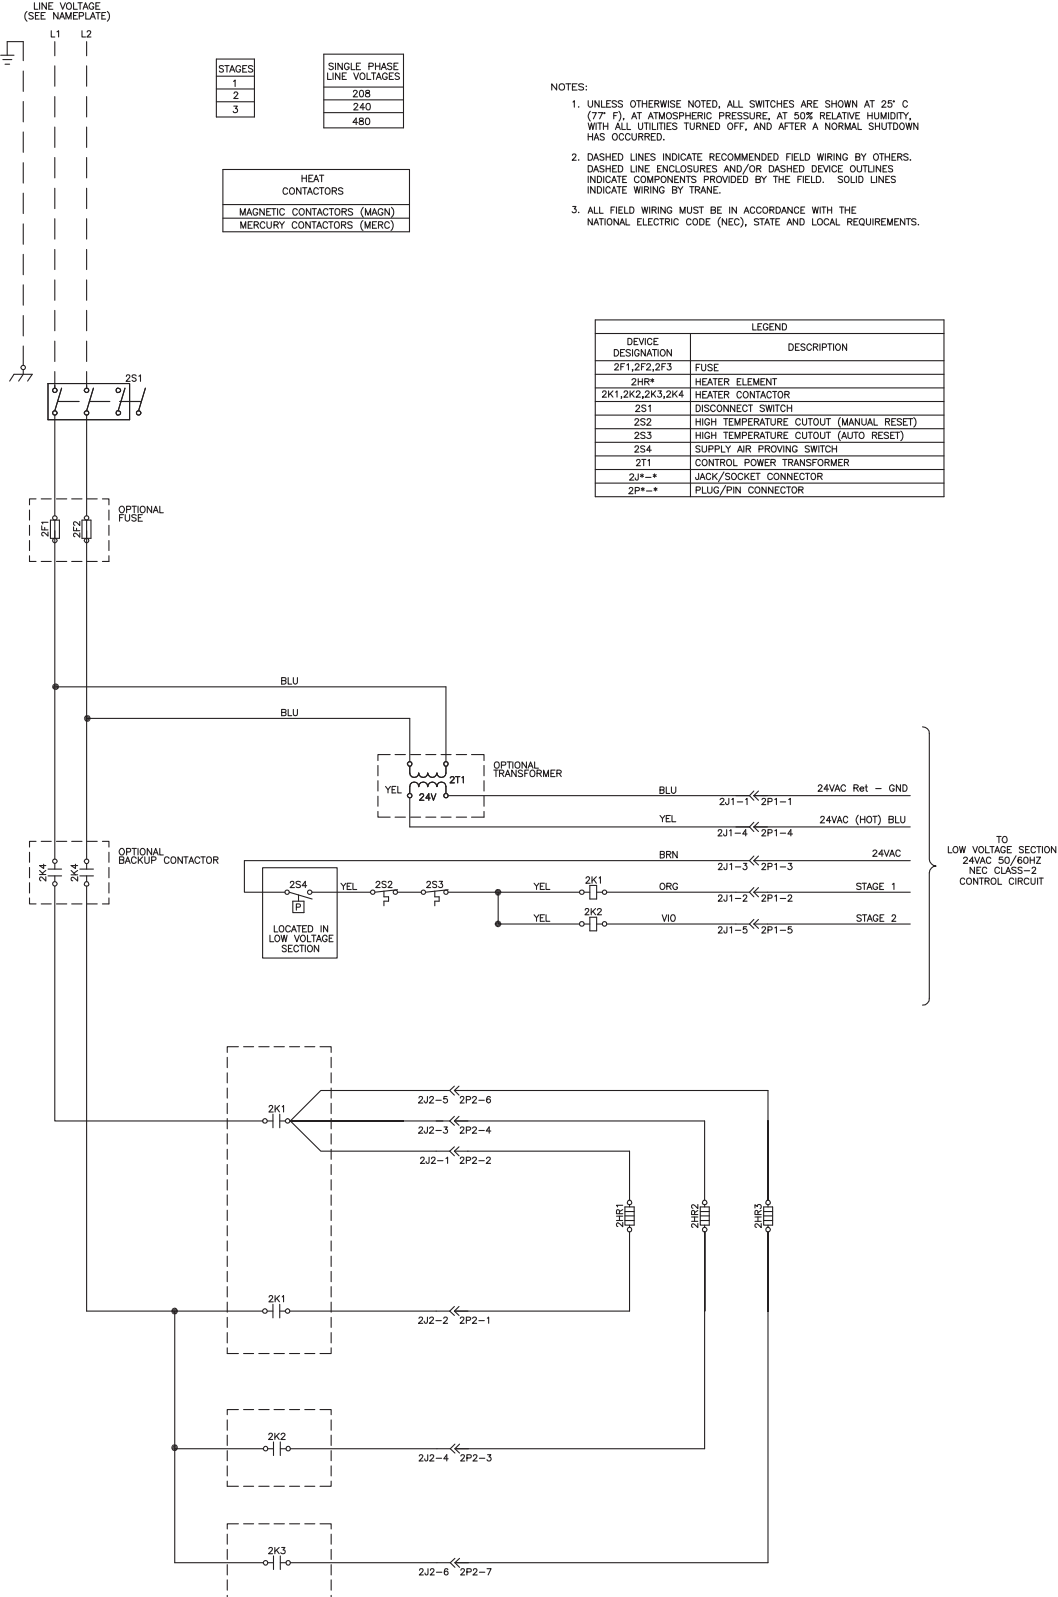 LINE VOLTAGE
(SEE NAMEPLATE)
L1 L2
STAGES
1
2
3
SINGLE PHASE
LINE VOLTAGES
208
240
480
HEAT
CONTACTORS
MAGNETIC CONTACTORS (MAGN)
MERCURY CONTACTORS (MERC)
NOTES:
1. UNLESS OTHERWISE NOTED, ALL SWITCHES ARE SHOWN AT 25° C
(77° F), AT ATMOSPHERIC PRESSURE, AT 50% RELATIVE HUMIDITY,
WITH ALL UTILITIES TURNED OFF, AND AFTER A NORMAL SHUTDOWN
HAS OCCURRED.
2. DASHED LINES INDICATE RECOMMENDED FIELD WIRING BY OTHERS.
DASHED LINE ENCLOSURES AND/OR DASHED DEVICE OUTLINES
INDICATE COMPONENTS PROVIDED BY THE FIELD. SOLID LINES
INDICATE WIRING BY TRANE.
3. ALL FIELD WIRING MUST BE IN ACCORDANCE WITH THE
NATIONAL ELECTRIC CODE (NEC), STATE AND LOCAL REQUIREMENTS.
LEGEND
DEVICE
DESIGNATION
DESCRIPTION
2F1,2F2,2F3 FUSE
2HR* HEATER ELEMENT
2K1,2K2,2K3,2K4 HEATER CONTACTOR
2S1 DISCONNECT SWITCH
2S2 HIGH TEMPERATURE CUTOUT (MANUAL RESET)
2S3 HIGH TEMPERATURE CUTOUT (AUTO RESET)
2S4 SUPPLY AIR PROVING SWITCH
2T1 CONTROL POWER TRANSFORMER
2J*-* JACK/SOCKET CONNECTOR
2P*-* PLUG/PIN CONNECTOR
2S1
2F1 2F2
OPTIONAL
FUSE
BLU
BLU
OPTIONAL
TRANSFORMER
2T1
YEL
24V
BLU 2J1-1 2P1-1 24VAC Ret - GND
YEL 2J1-4 2P1-4 24VAC (HOT) BLU
BRN 2J1-3 2P1-3 24VAC
2K4 2K4
OPTIONAL
BACKUP CONTACTOR
2S4 YEL 2S2 2S3 YEL 2K1 ORG 2J1-2 2P1-2 STAGE 1
P
YEL 2K2 VIO 2J1-5 2P1-5 STAGE 2
LOCATED IN
LOW VOLTAGE
SECTION
TO
LOW VOLTAGE SECTION
24VAC 50/60HZ
NEC CLASS-2
CONTROL CIRCUIT
2J2-5 2P2-6
2K1
2J2-3 2P2-4
2J2-1 2P2-2
2HR1 2HR2 2HR3
2K1
2J2-2 2P2-1
2K2
2J2-4 2P2-3
2K3
2J2-6 2P2-7